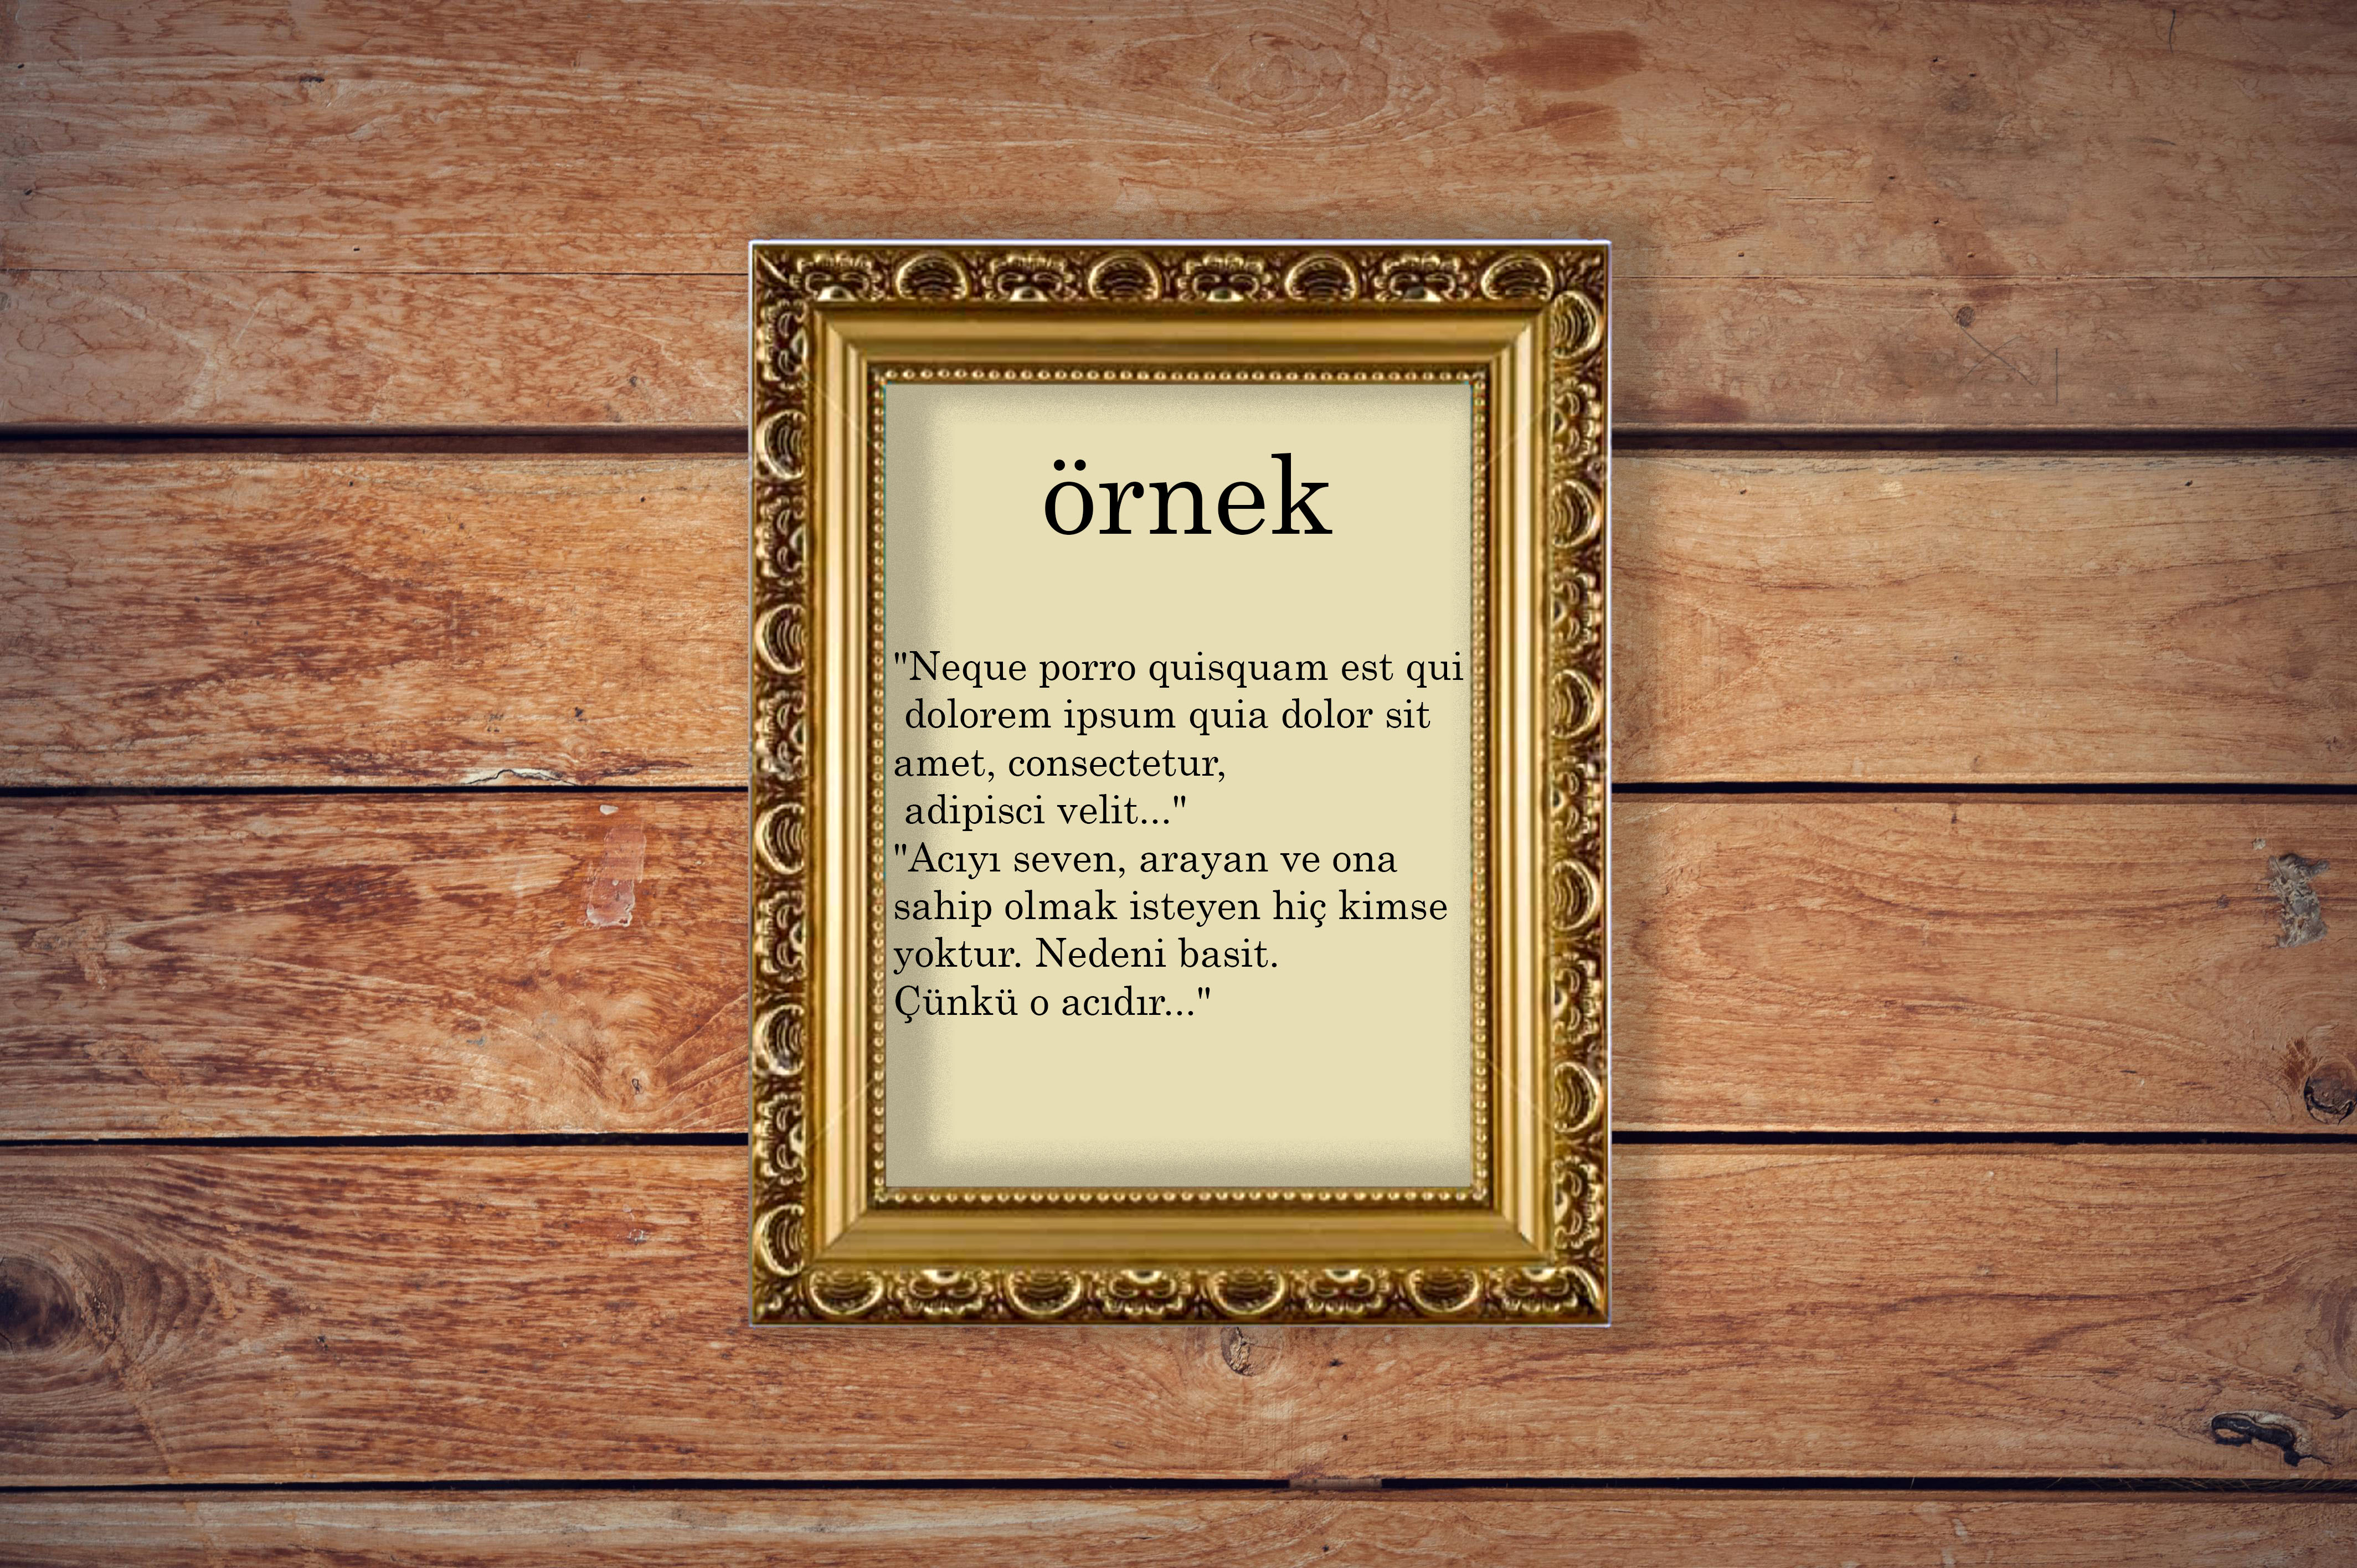 örnek
"Neque porro quisquam est qui
dolorem ipsum quia dolor sit
amet, consectetur,
adipisci velit..."
"Acıyı seven, arayan ve ona
sahip olmak isteyen hiç kimse
yoktur. Nedeni basit.
Çünkü o acıdır..."